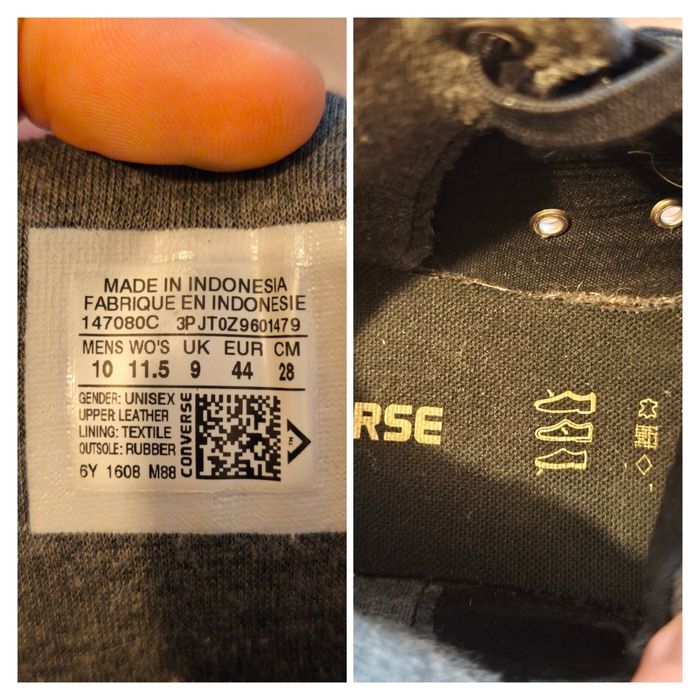 MADE IN INDONESIA
FABRIQUE EN INDONESIE
147080C 3PJT0Z9601479
MENS WO'S UK EUR CM
10 11.5 9 44 28
GENDER: UNISEX
UPPER: LEATHER
LINING: TEXTILE
OUTSOLE: RUBBER
6Y 1608 M88
CONVERSE
TM
RSE